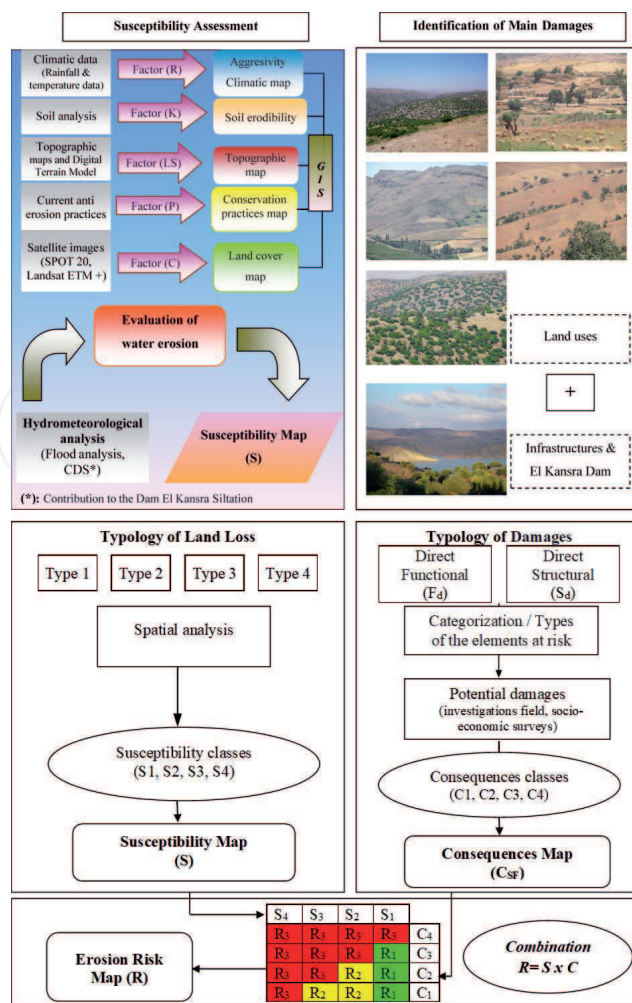 Susceptibility Assessment
Climatic data
(Rainfall &
temperature data)
Factor (R)
Aggresivity
Climatic map
Soil analysis
Factor (K)
Soil erodibility
Topographic
maps and Digital
Terrain Model
Factor (LS)
Topographic
map
Current anti
erosion practices
Factor (P)
Conservation
practices map
Satellite images
(SPOT 20,
Landsat ETM +)
Factor (C)
Land cover
map
GIS
Evaluation of
water erosion
Hydrometeorological
analysis
(Flood analysis,
CDS*)
Susceptibility Map
(S)
(*): Contribution to the Dam El Kansra Siltation
Identification of Main Damages
Land uses
+
Infrastructures &
El Kansra Dam
Typology of Land Loss
Type 1
Type 2
Type 3
Type 4
Spatial analysis
Susceptibility classes
(S1, S2, S3, S4)
Susceptibility Map
(S)
Typology of Damages
Direct
Functional
(Fd)
Direct
Structural
(Sd)
Categorization / Types
of the elements at risk
Potential damages
(investigations field, socio-
economic surveys)
Consequences classes
(C1, C2, C3, C4)
Consequences Map
(CSF)
Erosion Risk
Map (R)
S4 S3 S2 S1
R3 R3 R3 R3 C4
R3 R3 R3 R1 C3
R3 R3 R2 R1 C2
R3 R2 R2 R1 C1
Combination
R= S x C